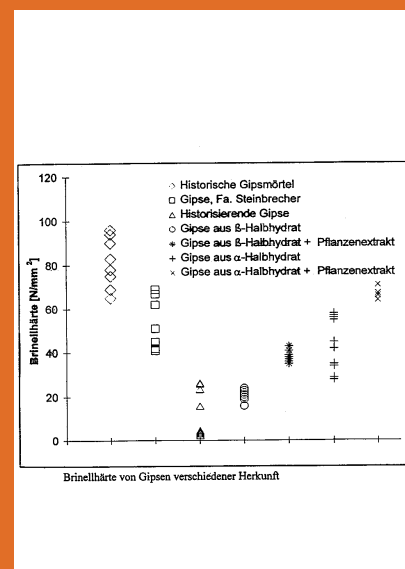 120
100
80
60
40
20
0
Brinellhärte [N/mm²]
Historische Gipsmörtel
Gipse, Fa. Steinbrecher
Historisierende Gipse
Gipse aus ß-Halbhydrat
Gipse aus ß-Halbhydrat + Pflanzenextrakt
Gipse aus α-Halbhydrat
Gipse aus α-Halbhydrat + Pflanzenextrakt
Brinellhärte von Gipsen verschiedener Herkunft